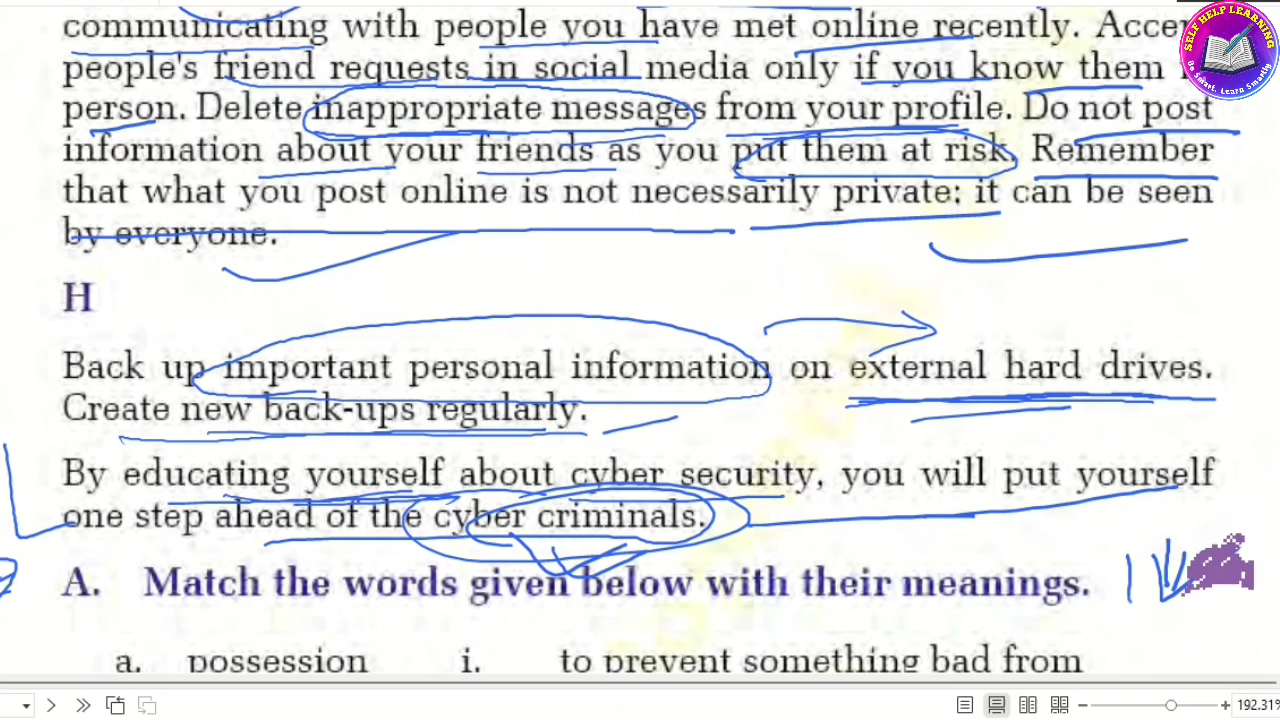 communicating with people you have met online recently. Accept
people's friend requests in social media only if you know them
person. Delete inappropriate messages from your profile. Do not post
information about your friends as you put them at risk. Remember
that what you post online is not necessarily private; it can be seen
by everyone.
H
Back up important personal information on external hard drives.
Create new back-ups regularly.
By educating yourself about cyber security, you will put yourself
one step ahead of the cyber criminals.
A. Match the words given below with their meanings.
a. possession i. to prevent something bad from
SELF HELP LEARNING
Be Smart, Learn Smartly
192.31%